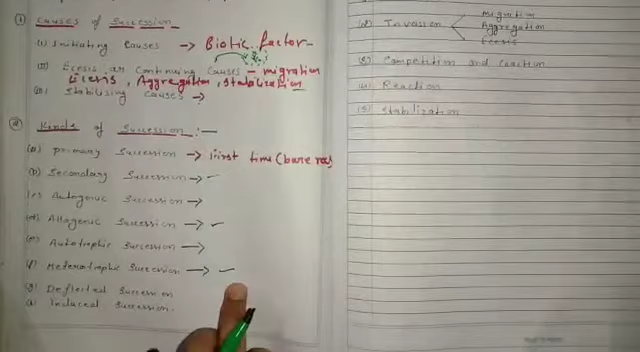 ① Causes of Succession
(i) Initiating Causes → Biotic factor –
(ii) Ecesis or Continuing Causes – migration
Ecesis, Aggregation, Stabilization
(iii) Stabilising Causes →
② Kinds of Succession :—
(a) Primary Succession → First time (bare
(b) Secondary Succession →
(c) Autogenic Succession →
(d) Allogenic Succession →
(e) Autotrophic Succession →
(f) Heterotrophic Succession →
(g) Deflected Succession
Induced Succession.
Invasion
Migration
Aggregation
Ecesis
(3) Competition and Coaction
(4) Reaction
(5) Stabilization